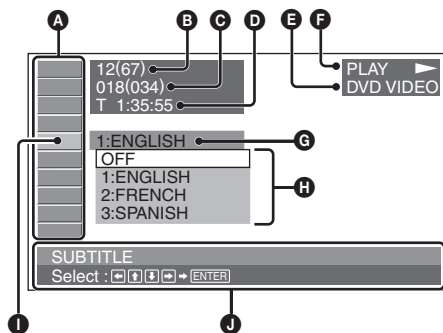 A
B
C
D
E
F
12(67)
018(034)
T 1:35:55
PLAY
DVD VIDEO
1:ENGLISH
G
OFF
1:ENGLISH
2:FRENCH
3:SPANISH
H
SUBTITLE
Select : ← ↑ ↓ → → ENTER
I
J